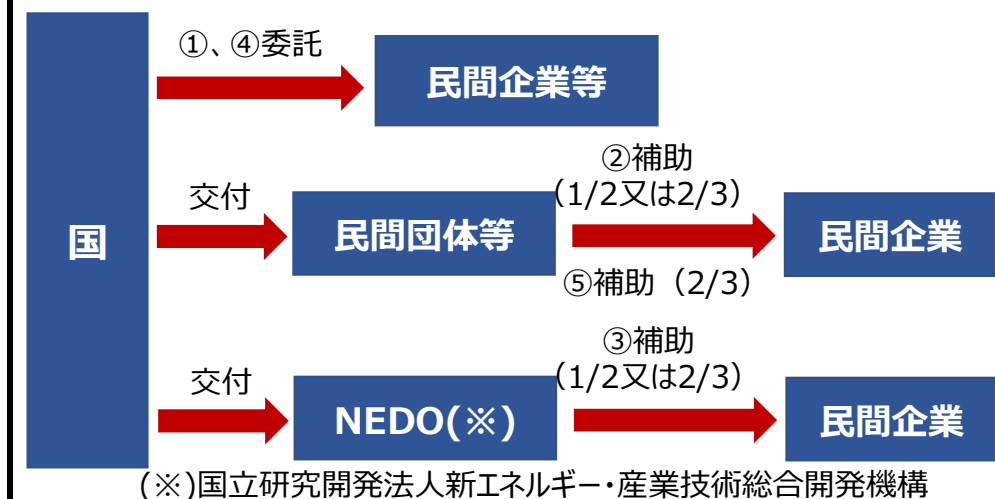 ①、④委託
民間企業等
国
交付
民間団体等
②補助
（1/2又は2/3）
⑤補助（2/3）
民間企業
交付
NEDO(※)
③補助
（1/2又は2/3）
民間企業
(※)国立研究開発法人新エネルギー・産業技術総合開発機構